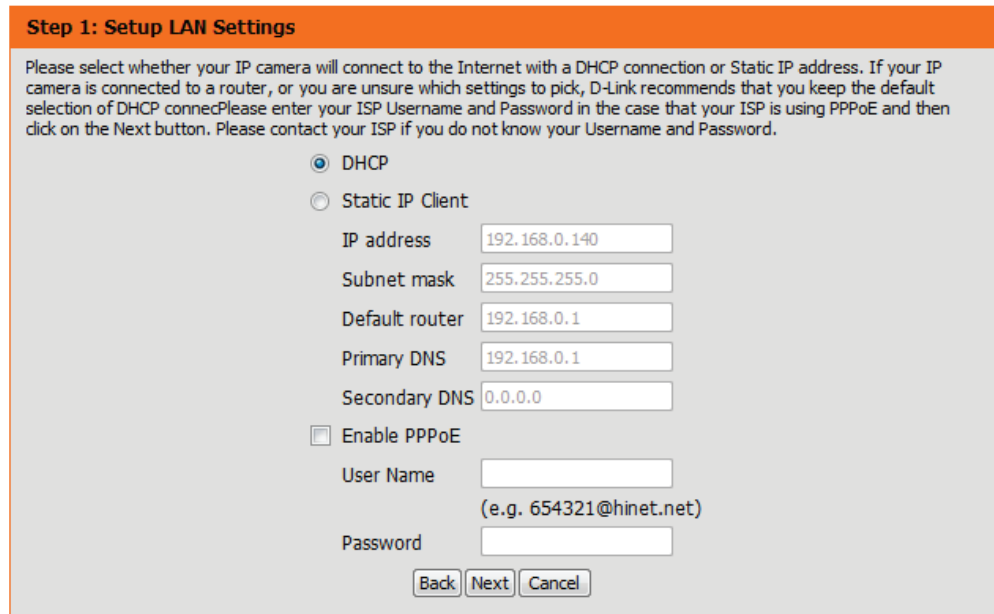 Step 1: Setup LAN Settings
Please select whether your IP camera will connect to the Internet with a DHCP connection or Static IP address. If your IP
camera is connected to a router, or you are unsure which settings to pick, D-Link recommends that you keep the default
selection of DHCP connecPlease enter your ISP Username and Password in the case that your ISP is using PPPoE and then
click on the Next button. Please contact your ISP if you do not know your Username and Password.
DHCP
Static IP Client
IP address 192.168.0.140
Subnet mask 255.255.255.0
Default router 192.168.0.1
Primary DNS 192.168.0.1
Secondary DNS 0.0.0.0
Enable PPPoE
User Name
(e.g. 654321@hinet.net)
Password
Back Next Cancel